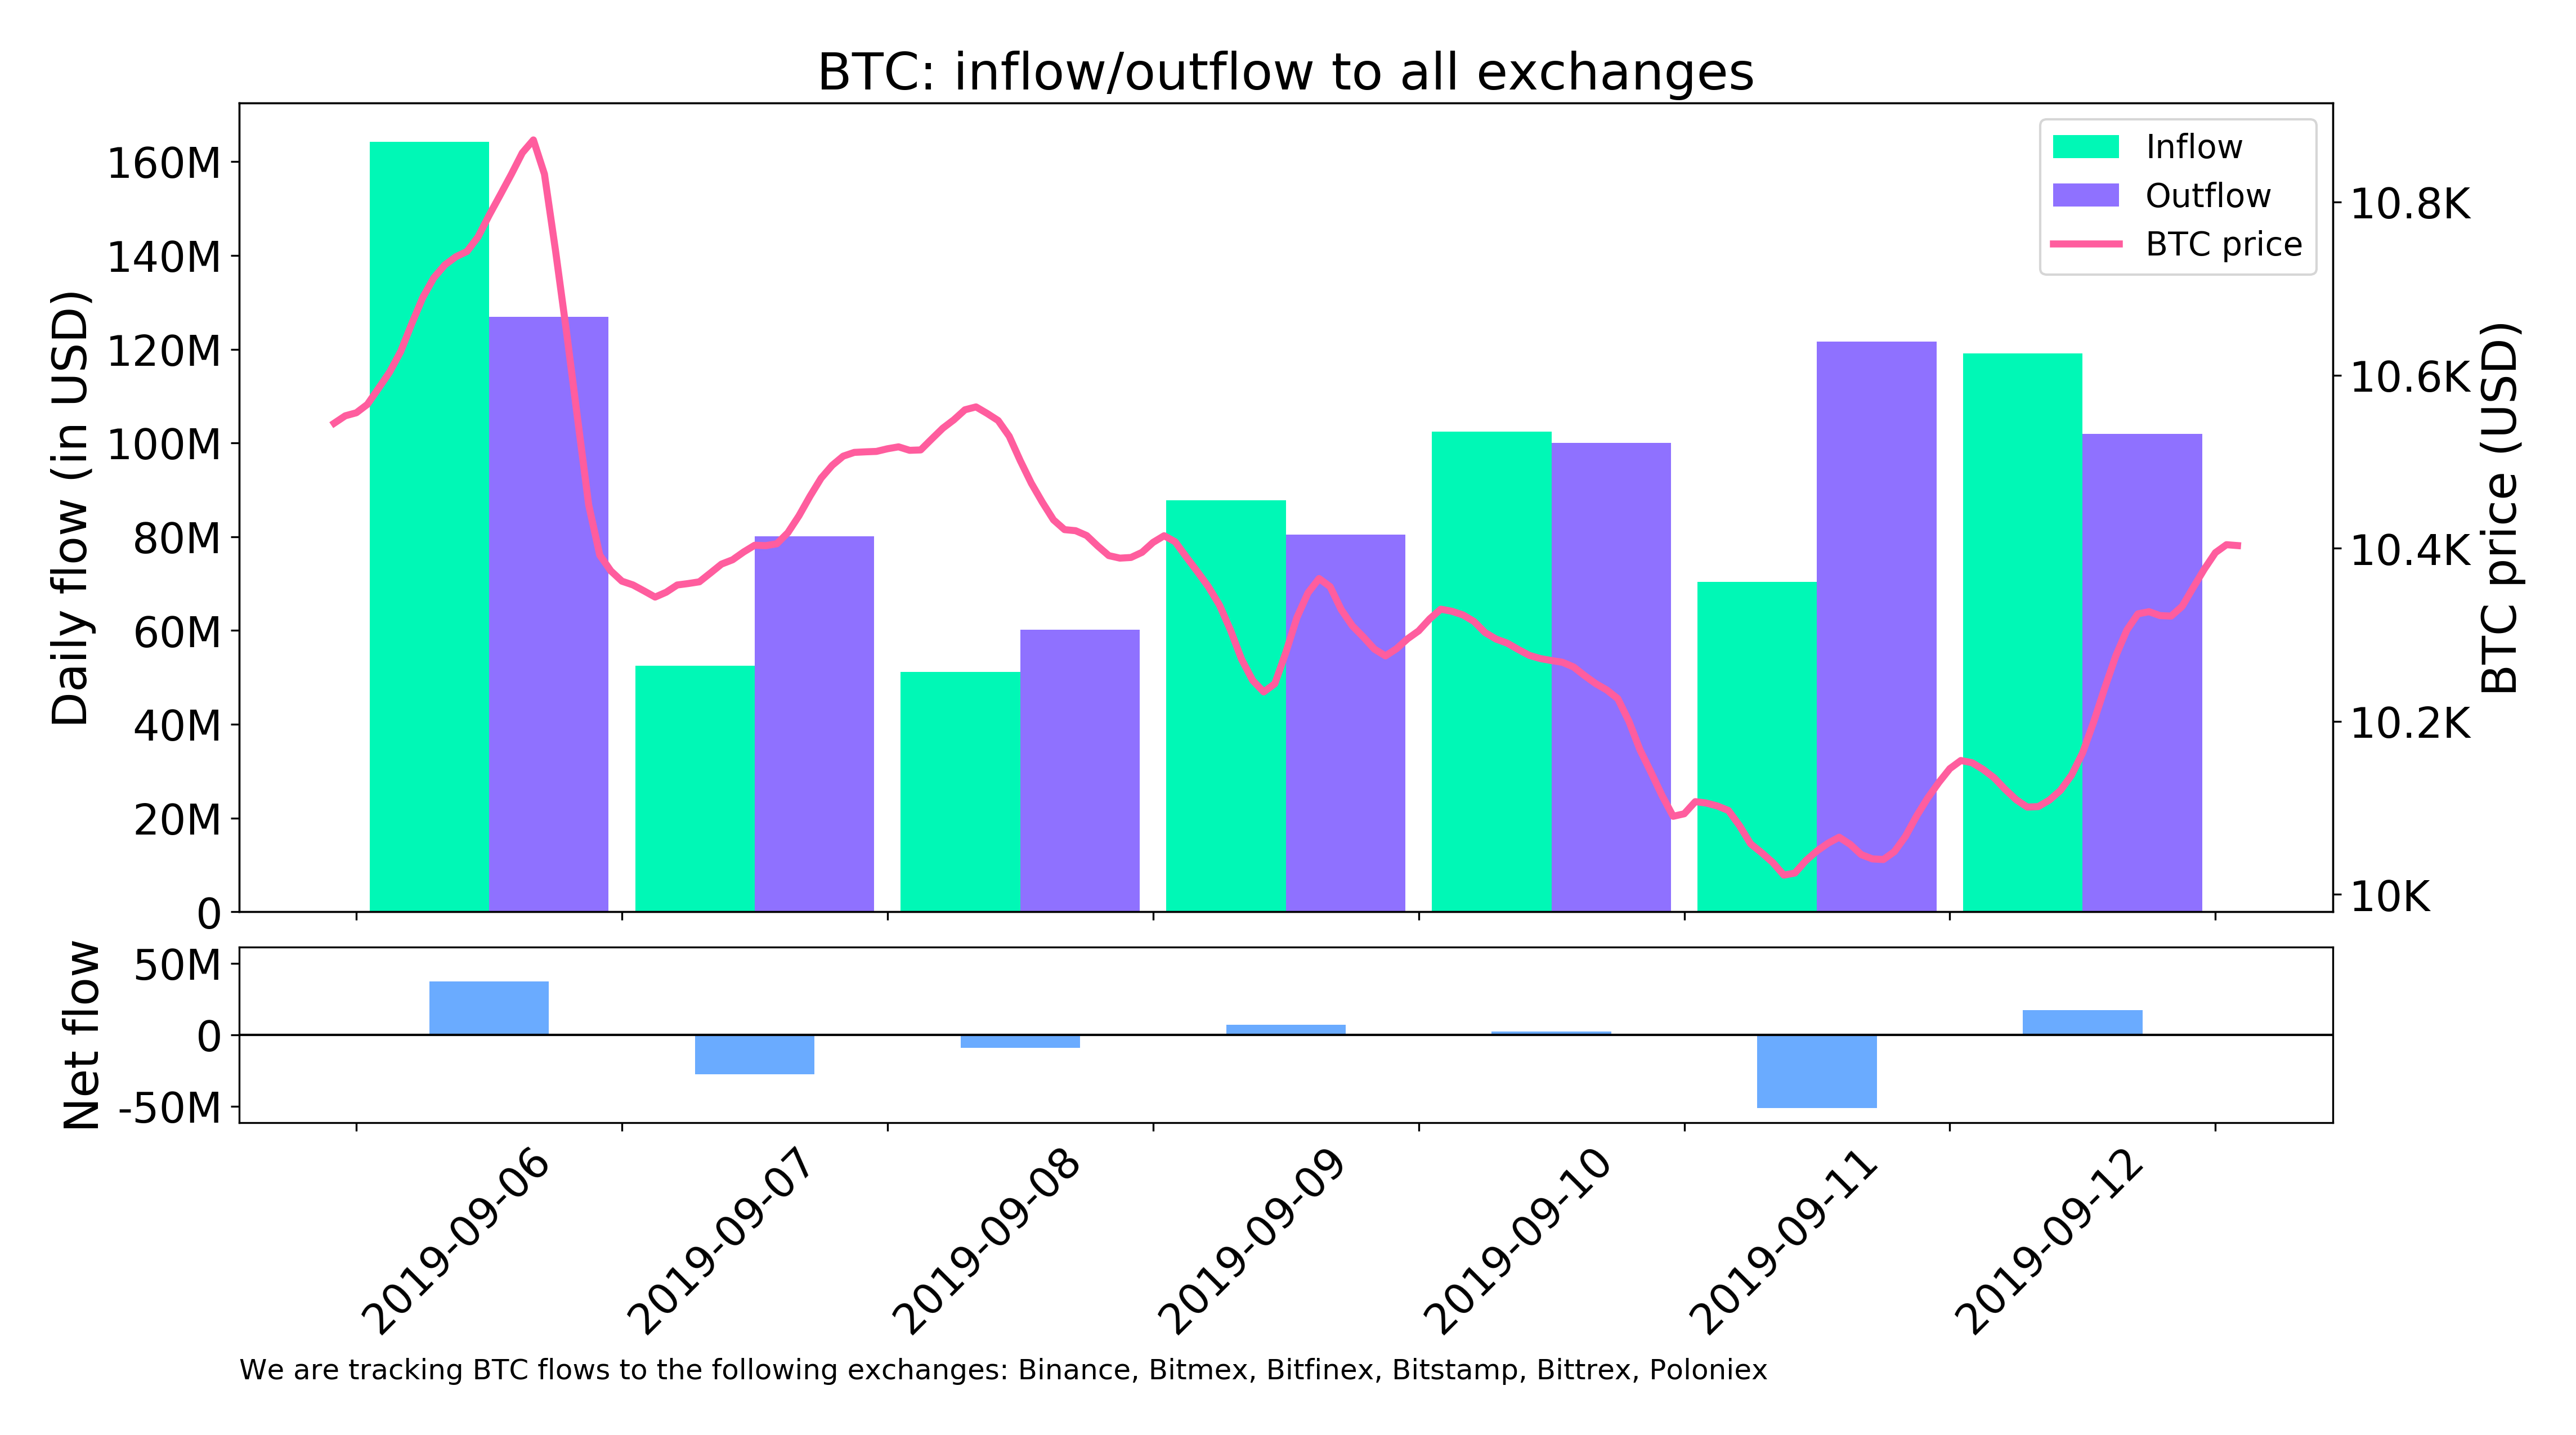 BTC: inflow/outflow to all exchanges
Daily flow (in USD)
160M
140M
120M
100M
80M
60M
40M
20M
0
Inflow
Outflow
BTC price
10.8K
10.6K
10.4K
10.2K
10K
BTC price (USD)
Net flow
50M
0
-50M
2019-09-06
2019-09-07
2019-09-08
2019-09-09
2019-09-10
2019-09-11
2019-09-12
We are tracking BTC flows to the following exchanges: Binance, Bitmex, Bitfinex, Bitstamp, Bittrex, Poloniex